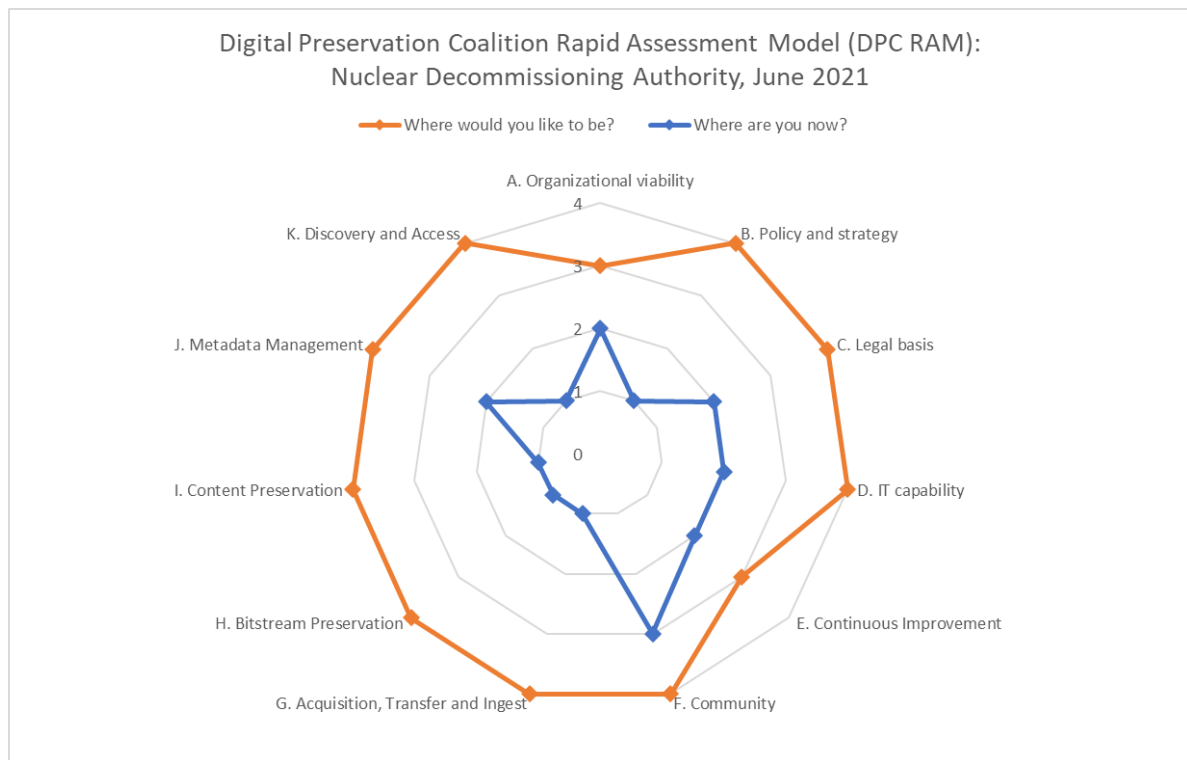 Digital Preservation Coalition Rapid Assessment Model (DPC RAM):
Nuclear Decommissioning Authority, June 2021
Where would you like to be? Where are you now?
A. Organizational viability
4
K. Discovery and Access
B. Policy and strategy
3
J. Metadata Management
C. Legal basis
2
1
0
I. Content Preservation
D. IT capability
H. Bitstream Preservation
E. Continuous Improvement
G. Acquisition, Transfer and Ingest
F. Community